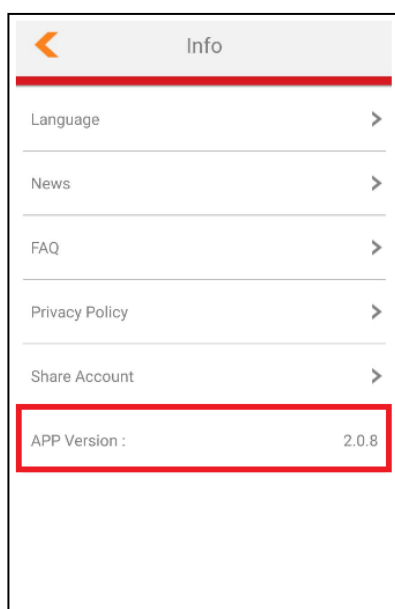 Info
Language
News
FAQ
Privacy Policy
Share Account
APP Version : 2.0.8